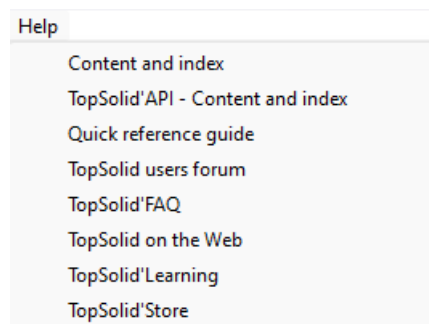 Help
Content and index
TopSolid'API - Content and index
Quick reference guide
TopSolid users forum
TopSolid'FAQ
TopSolid on the Web
TopSolid'Learning
TopSolid'Store